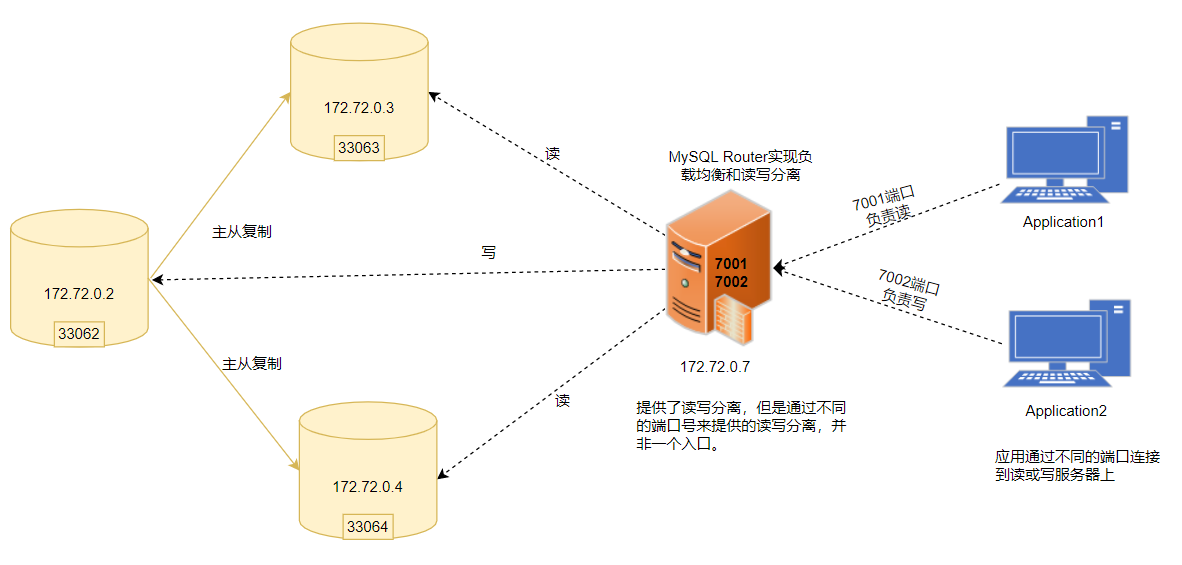 172.72.0.3
33063
主从复制
172.72.0.2
33062
主从复制
172.72.0.4
33064
读
写
读
MySQL Router实现负
载均衡和读写分离
7001
7002
172.72.0.7
提供了读写分离，但是通过不同
的端口号来提供的读写分离，并
非一个入口。
7001端口
负责读
7002端口
负责写
Application1
Application2
应用通过不同的端口连接
到读或写服务器上